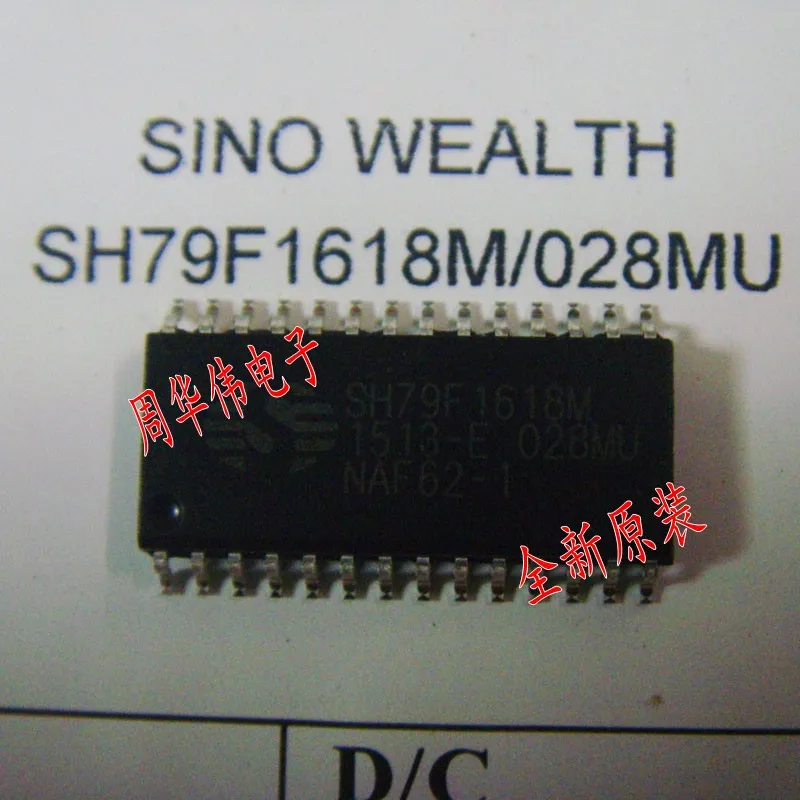 SINO WEALTH
SH79F1618M/028MU
周华伟电子
SH79F1618M
1513-E 028MU
NAF62-1
全新原装
D/C